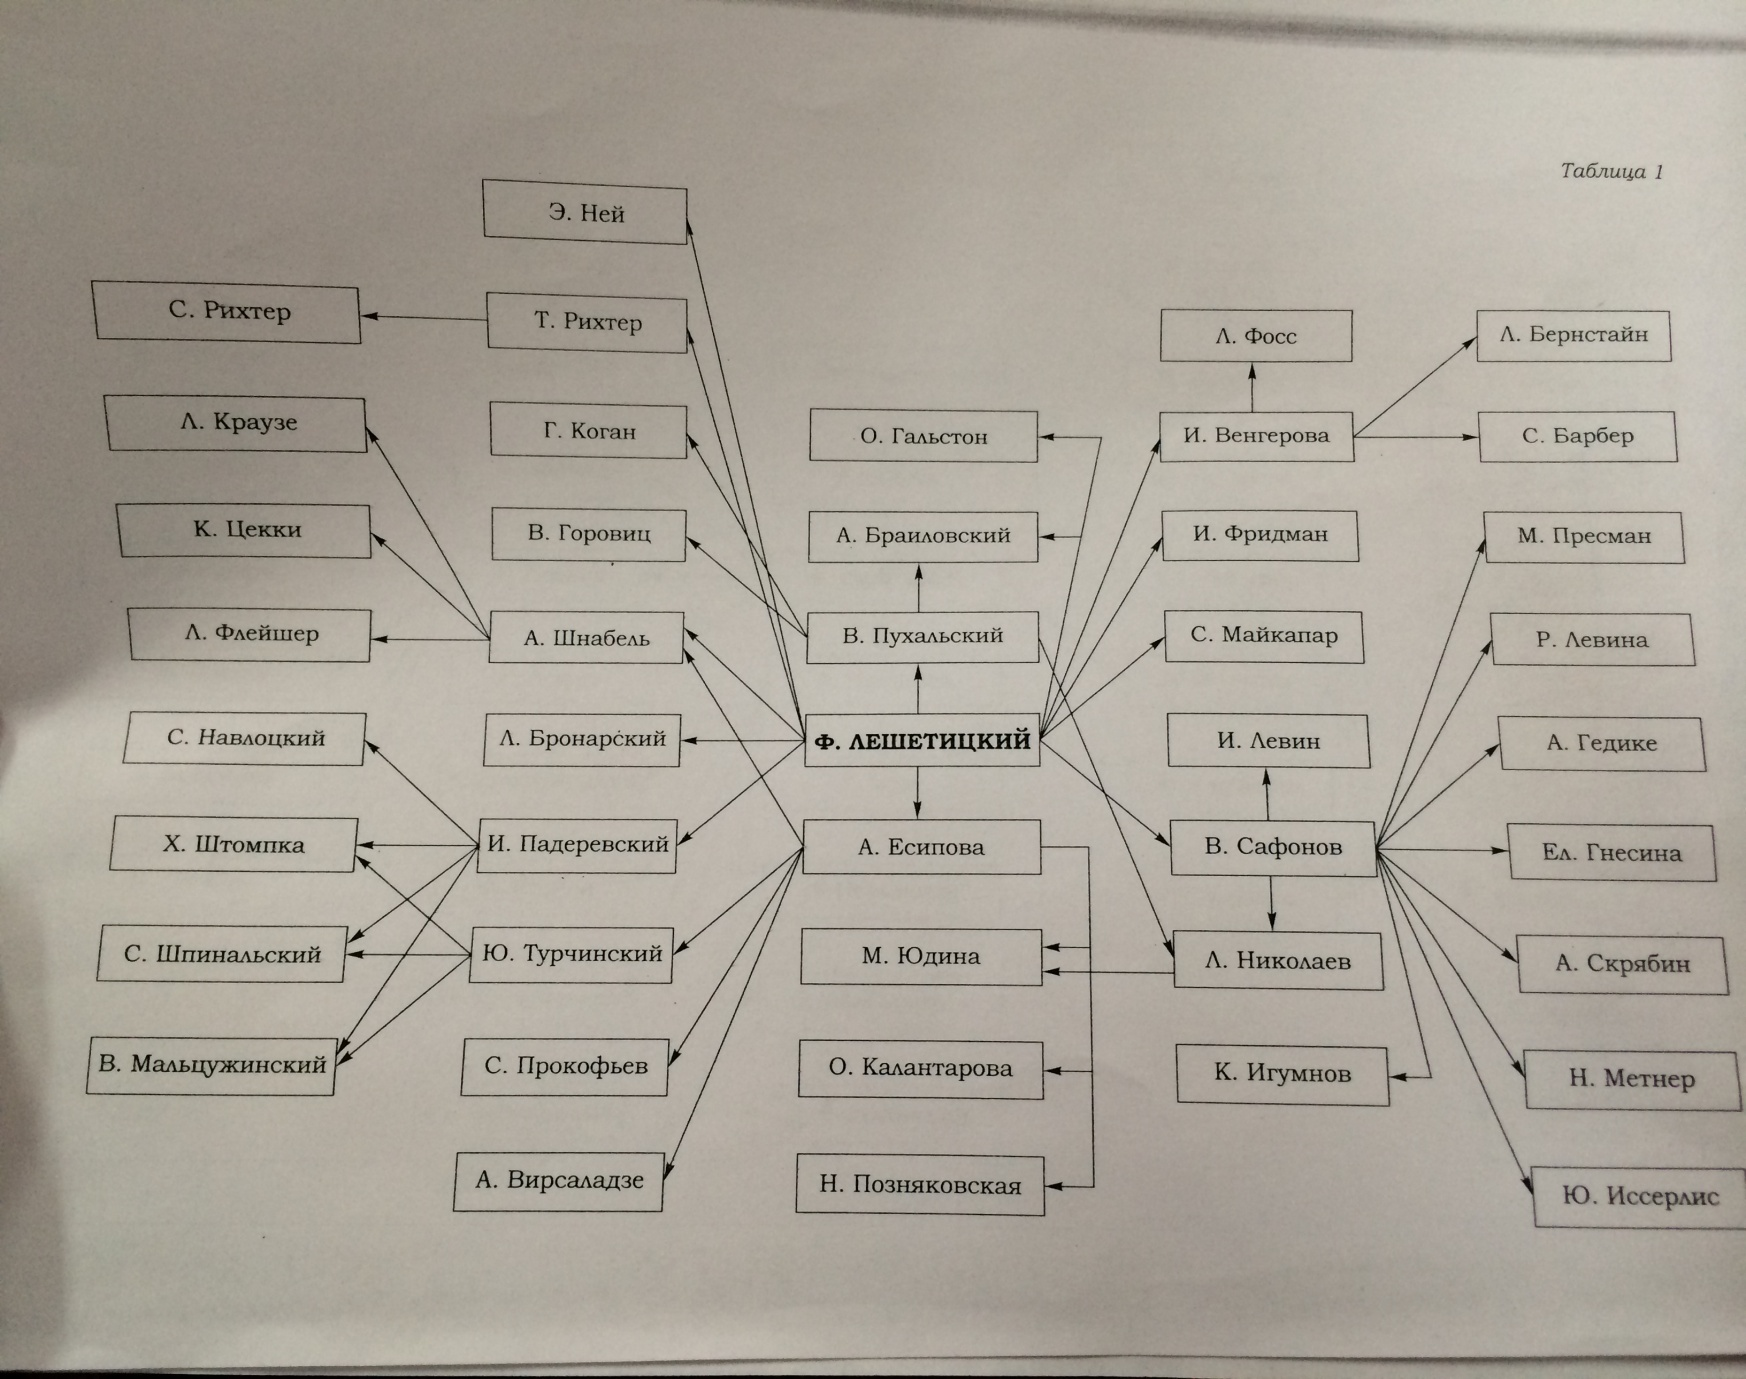 Таблица 1
Э. Ней
С. Рихтер
Т. Рихтер
Л. Фосс
Л. Бернстайн
Л. Краузе
Г. Коган
О. Гальстон
И. Венгерова
С. Барбер
К. Цекки
В. Горовиц
А. Браиловский
И. Фридман
М. Пресман
Л. Флейшер
А. Шнабель
В. Пухальский
С. Майкапар
Р. Левина
С. Навлоцкий
Л. Бронарский
Ф. ЛЕШЕТИЦКИЙ
И. Левин
А. Гедике
Х. Штомпка
И. Падеревский
А. Есипова
В. Сафонов
Ел. Гнесина
С. Шпинальский
Ю. Турчинский
М. Юдина
Л. Николаев
А. Скрябин
В. Мальцужинский
С. Прокофьев
О. Калантарова
К. Игумнов
Н. Метнер
А. Вирсаладзе
Н. Позняковская
Ю. Иссерлис